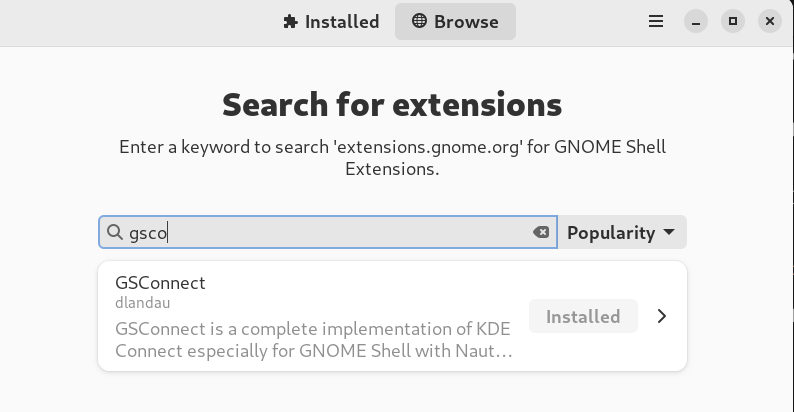 Installed Browse
Search for extensions
Enter a keyword to search 'extensions.gnome.org' for GNOME Shell
Extensions.
gsco Popularity
GSConnect
dlandau
GSConnect is a complete implementation of KDE
Connect especially for GNOME Shell with Naut...
Installed